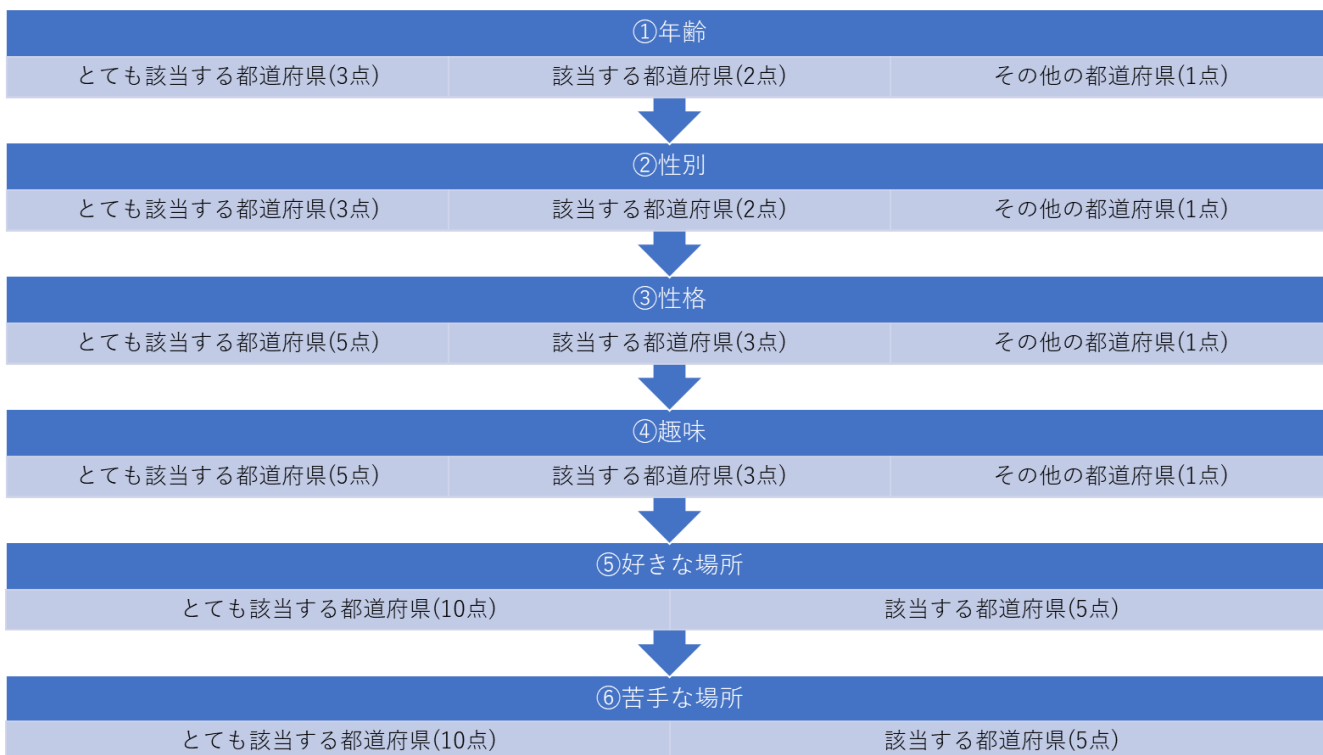 ①年齢
とても該当する都道府県(3点) 該当する都道府県(2点) その他の都道府県(1点)
②性別
とても該当する都道府県(3点) 該当する都道府県(2点) その他の都道府県(1点)
③性格
とても該当する都道府県(5点) 該当する都道府県(3点) その他の都道府県(1点)
④趣味
とても該当する都道府県(5点) 該当する都道府県(3点) その他の都道府県(1点)
⑤好きな場所
とても該当する都道府県(10点) 該当する都道府県(5点)
⑥苦手な場所
とても該当する都道府県(10点) 該当する都道府県(5点)